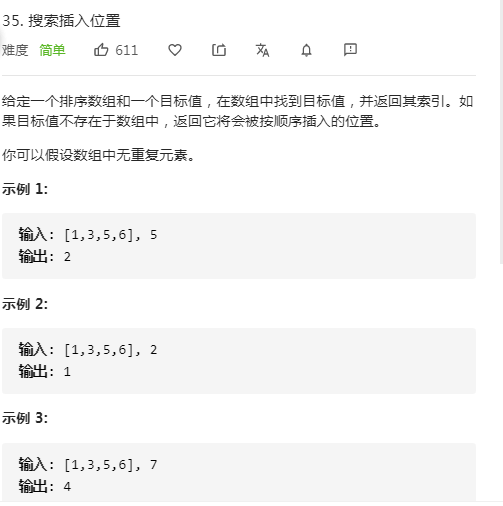 35. 搜索插入位置
难度 简单 611
给定一个排序数组和一个目标值，在数组中找到目标值，并返回其索引。如
果目标值不存在于数组中，返回它将会被按顺序插入的位置。
你可以假设数组中无重复元素。
示例 1:
输入: [1,3,5,6], 5
输出: 2
示例 2:
输入: [1,3,5,6], 2
输出: 1
示例 3:
输入: [1,3,5,6], 7
输出: 4